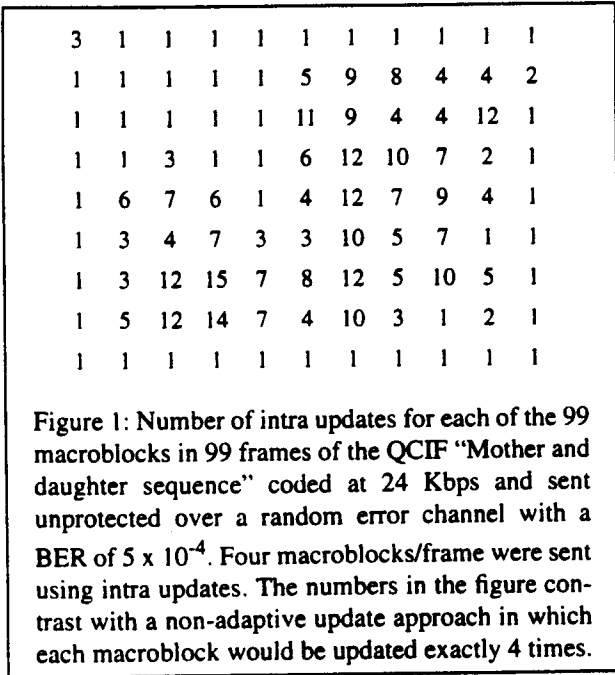 3 1 1 1 1 1 1 1 1 1 1
1 1 1 1 1 5 9 8 4 4 2
1 1 1 1 1 11 9 4 4 12 1
1 1 3 1 1 6 12 10 7 2 1
1 6 7 6 1 4 12 7 9 4 1
1 3 4 7 3 3 10 5 7 1 1
1 3 12 15 7 8 12 5 10 5 1
1 5 12 14 7 4 10 3 1 2 1
1 1 1 1 1 1 1 1 1 1 1
Figure 1: Number of intra updates for each of the 99
macroblocks in 99 frames of the QCIF “Mother and
daughter sequence” coded at 24 Kbps and sent
unprotected over a random error channel with a
BER of 5 x 10⁻⁴. Four macroblocks/frame were sent
using intra updates. The numbers in the figure con-
trast with a non-adaptive update approach in which
each macroblock would be updated exactly 4 times.